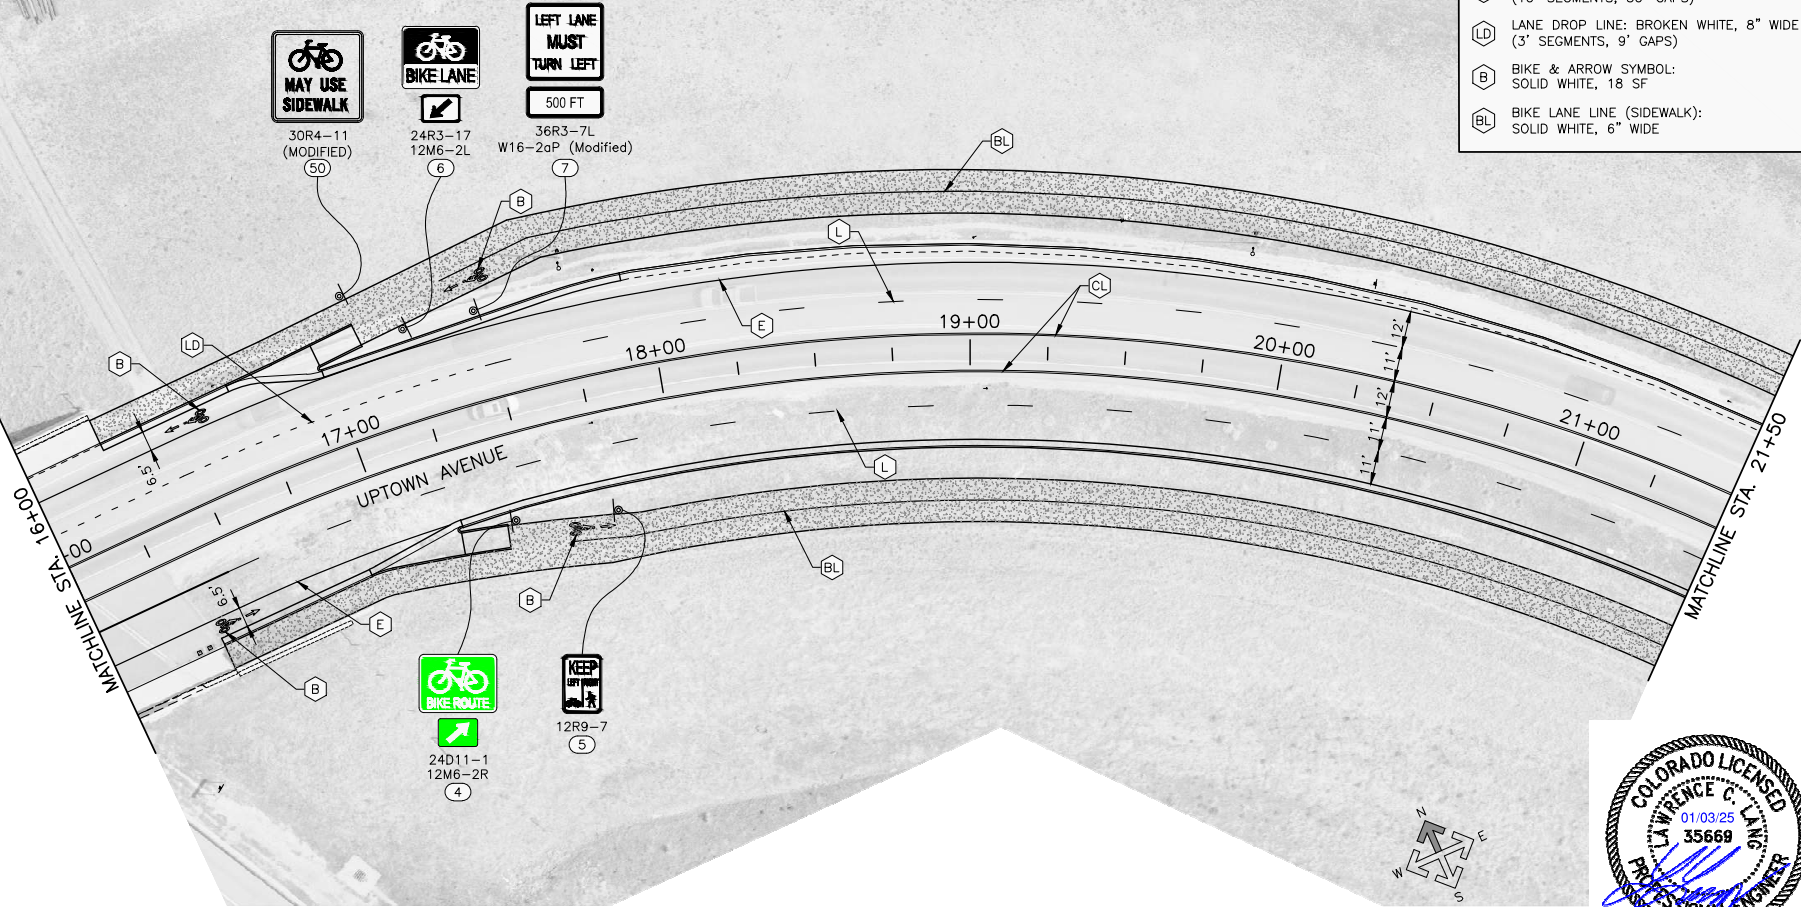 LEFT LANE
MUST
TURN LEFT
500 FT
36R3-7L
W16-2aP (Modified)
7
MAY USE
SIDEWALK
30R4-11
(MODIFIED)
50
BIKE LANE
24R3-17
12M6-2L
6
LD
LANE DROP LINE: BROKEN WHITE, 8" WIDE
(3' SEGMENTS, 9' GAPS)
B
BIKE & ARROW SYMBOL:
SOLID WHITE, 18 SF
BL
BIKE LANE LINE (SIDEWALK):
SOLID WHITE, 6" WIDE
BL
B
L
CL
E
LD
B
6.5'
17+00
18+00
19+00
20+00
21+00
12'
11'
12'
11'
11'
UPTOWN AVENUE
L
MATCHLINE STA. 16+00
-00
MATCHLINE STA. 21+50
6.5'
E
B
B
BL
BIKE ROUTE
24D11-1
12M6-2R
4
KEEP
LEFT RIGHT
12R9-7
5
N
E
W
S
COLORADO LICENSED
LAWRENCE C. LANG
01/03/25
35669
PROFESSIONAL ENGINEER